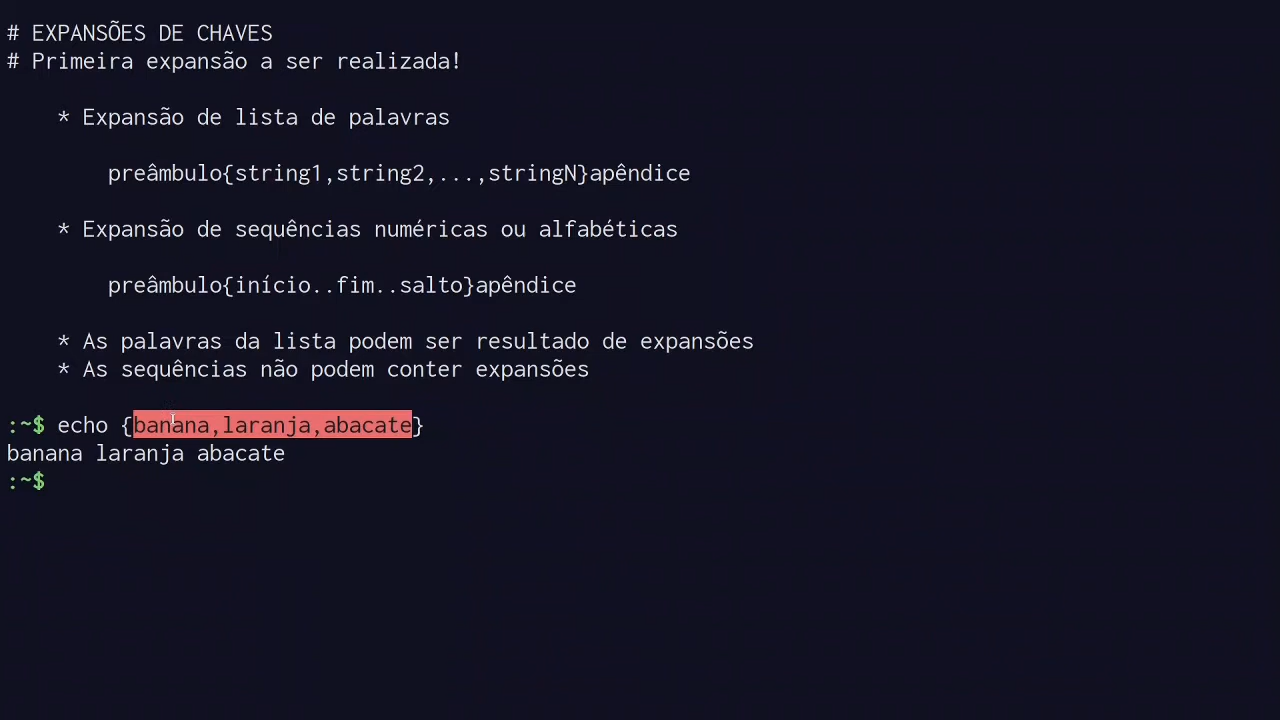 # EXPANSÕES DE CHAVES
# Primeira expansão a ser realizada!
* Expansão de lista de palavras
preâmbulo{string1,string2,...,stringN}apêndice
* Expansão de sequências numéricas ou alfabéticas
preâmbulo{início..fim..salto}apêndice
* As palavras da lista podem ser resultado de expansões
* As sequências não podem conter expansões
:~$ echo {banana,laranja,abacate}
banana laranja abacate
:~$